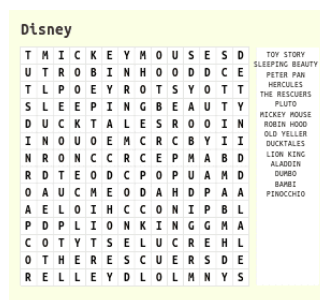 Disney
T M I C K E Y M O U S E S D
U T R O B I N H O O D D C E
T L P O E Y R O T S Y O T T
S L E E P I N G B E A U T Y
D U C K T A L E S R O O I N
I N O U O E M C R C B Y I I
N R O N C C R C E P M A B D
R D T E O D C P O P U A M D
O A U C M E O D A H D P A A
A E L O I H C C O N I P B L
P D P L I O N K I N G G M A
C O T Y T S E L U C R E H L
O T H E R E S C U E R S D E
R E L L E Y D L O L M N Y S
TOY STORY
SLEEPING BEAUTY
PETER PAN
HERCULES
THE RESCUERS
PLUTO
MICKEY MOUSE
ROBIN HOOD
OLD YELLER
DUCKTALES
LION KING
ALADDIN
DUMBO
BAMBI
PINOCCHIO